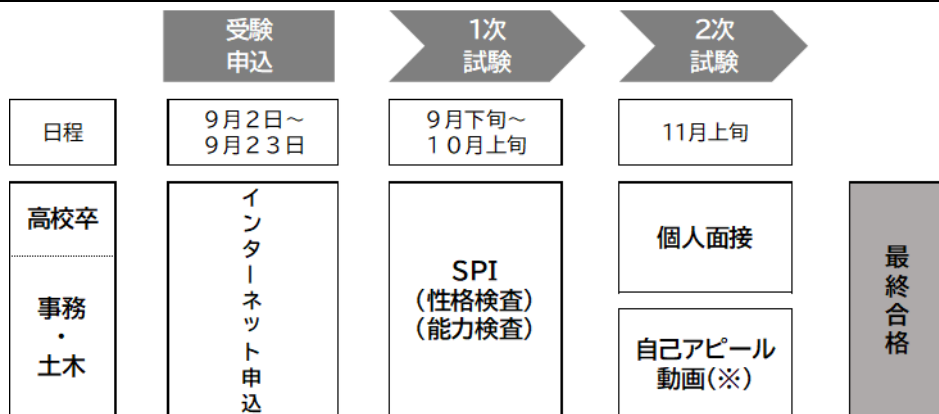 受験
申込
1次
試験
2次
試験
日程
9月2日～
9月23日
9月下旬～
10月上旬
11月上旬
高校卒
事務
・
土木
インターネット申込
SPI
（性格検査）
（能力検査）
個人面接
自己アピール
動画(※)
最終合格